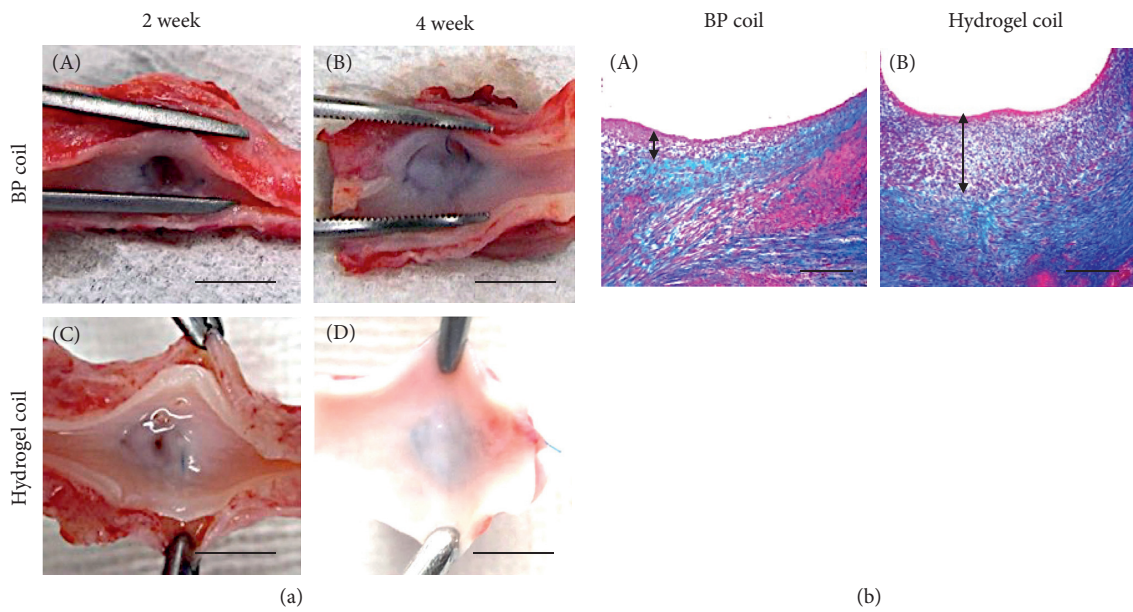 2 week
4 week
BP coil
Hydrogel coil
(A)
(B)
(A)
(B)
BP coil
(C)
(D)
Hydrogel coil
(a)
(b)